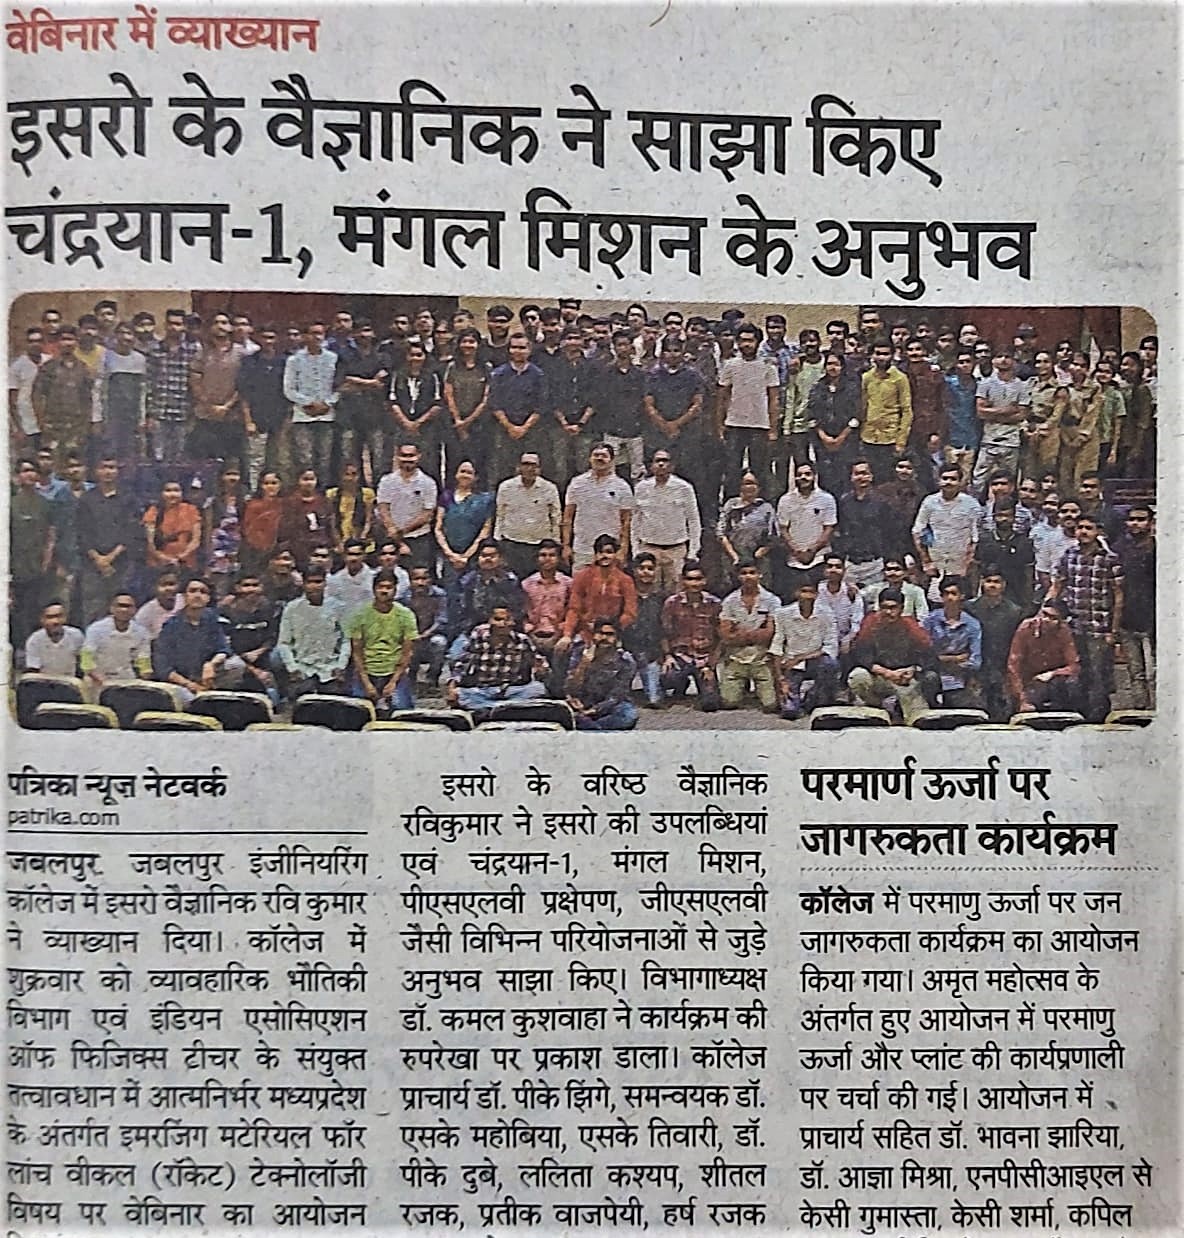 वेबिनार में व्याख्यान
इसरो के वैज्ञानिक ने साझा किए
चंद्रयान-1, मंगल मिशन के अनुभव
पत्रिका न्यूज़ नेटवर्क
patrika.com
जबलपुर. जबलपुर इंजीनियरिंग
कॉलेज में इसरो वैज्ञानिक रवि कुमार
ने व्याख्यान दिया। कॉलेज में
शुक्रवार को व्यावहारिक भौतिकी
विभाग एवं इंडियन एसोसिएशन
ऑफ फिजिक्स टीचर के संयुक्त
तत्वावधान में आत्मनिर्भर मध्यप्रदेश
के अंतर्गत इमरजिंग मटेरियल फॉर
लांच वीकल (रॉकेट) टेक्नोलॉजी
विषय पर वेबिनार का आयोजन
इसरो के वरिष्ठ वैज्ञानिक
रविकुमार ने इसरो की उपलब्धियां
एवं चंद्रयान-1, मंगल मिशन,
पीएसएलवी प्रक्षेपण, जीएसएलवी
जैसी विभिन्न परियोजनाओं से जुड़े
अनुभव साझा किए। विभागाध्यक्ष
डॉ. कमल कुशवाहा ने कार्यक्रम की
रुपरेखा पर प्रकाश डाला। कॉलेज
प्राचार्य डॉ. पीके झिंगे, समन्वयक डॉ.
एसके महोबिया, एसके तिवारी, डॉ.
पीके दुबे, ललिता कश्यप, शीतल
रजक, प्रतीक वाजपेयी, हर्ष रजक
परमार्ण ऊर्जा पर
जागरुकता कार्यक्रम
कॉलेज में परमाणु ऊर्जा पर जन
जागरुकता कार्यक्रम का आयोजन
किया गया। अमृत महोत्सव के
अंतर्गत हुए आयोजन में परमाणु
ऊर्जा और प्लांट की कार्यप्रणाली
पर चर्चा की गई। आयोजन में
प्राचार्य सहित डॉ. भावना झारिया,
डॉ. आज्ञा मिश्रा, एनपीसीआइएल से
केसी गुमास्ता, केसी शर्मा, कपिल